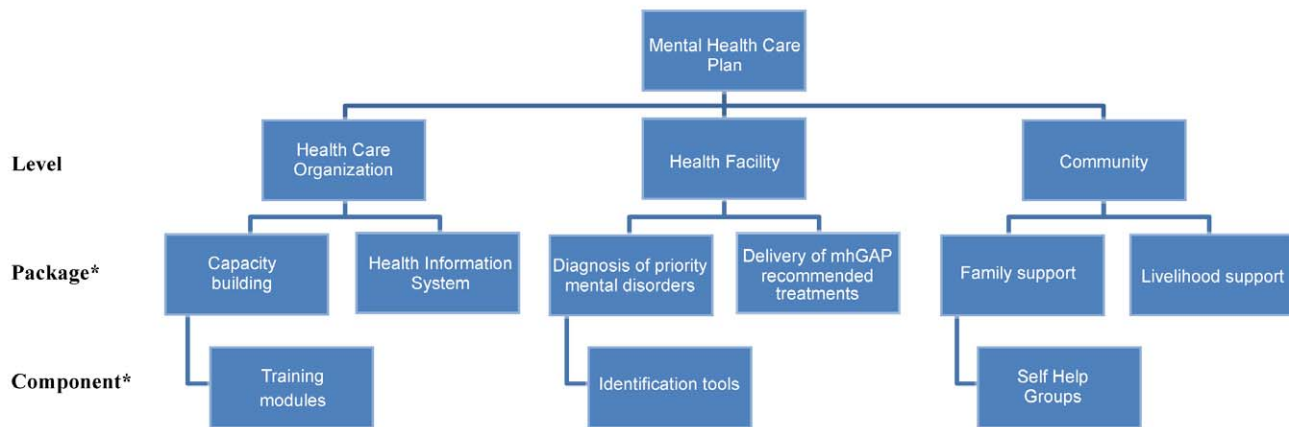 Mental Health Care
Plan
Level
Health Care
Organization
Health Facility
Community
Package*
Capacity
building
Health Information
System
Diagnosis of priority
mental disorders
Delivery of mhGAP
recommended
treatments
Family support
Livelihood support
Component*
Training
modules
Identification tools
Self Help
Groups